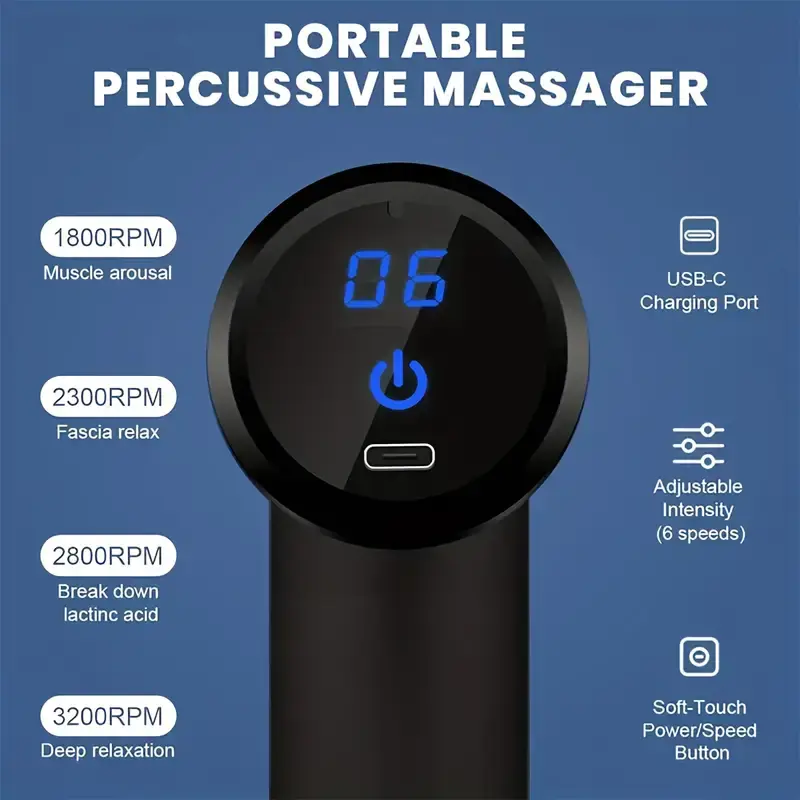 PORTABLE
PERCUSSIVE MASSAGER
1800RPM
Muscle arousal
2300RPM
Fascia relax
2800RPM
Break down
lactinc acid
3200RPM
Deep relaxation
06
USB-C
Charging Port
Adjustable
Intensity
(6 speeds)
Soft-Touch
Power/Speed
Button